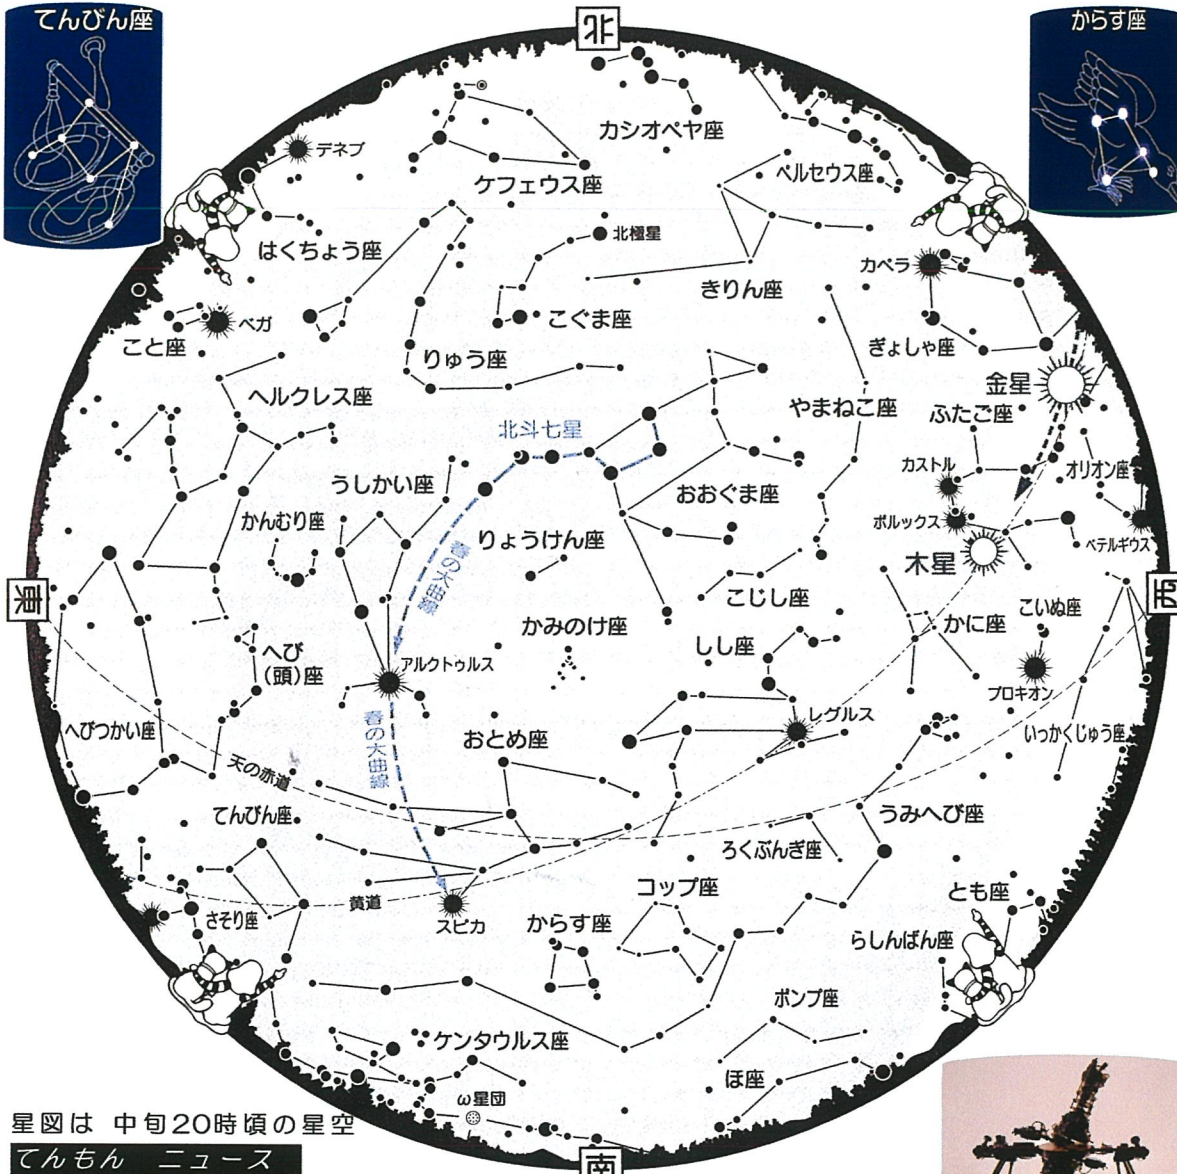 てんびん座
北
からす座
カシオペヤ座
デネブ
ケフェウス座
ペルセウス座
はくちょう座
北極星
カペラ
きりん座
ベガ
こと座
こぐま座
ぎょしゃ座
りゅう座
金星
ヘルクレス座
やまねこ座
ふたご座
北斗七星
うしかい座
おおぐま座
カストル
オリオン座
かんむり座
ポルックス
ベテルギウス
りょうけん座
春の大曲線
木星
東
西
こじし座
こいぬ座
かみのけ座
かに座
しし座
へび
(頭)座
アルクトゥルス
プロキオン
レグルス
へびつかい座
春の大曲線
おとめ座
いっかくじゅう座
天の赤道
てんびん座
うみへび座
ろくぶんぎ座
コップ座
とも座
黄道
さそり座
スピカ
からす座
らしんばん座
ポンプ座
ケンタウルス座
ほ座
ω星団
星図は 中旬20時頃の星空
てんもん ニュース
南